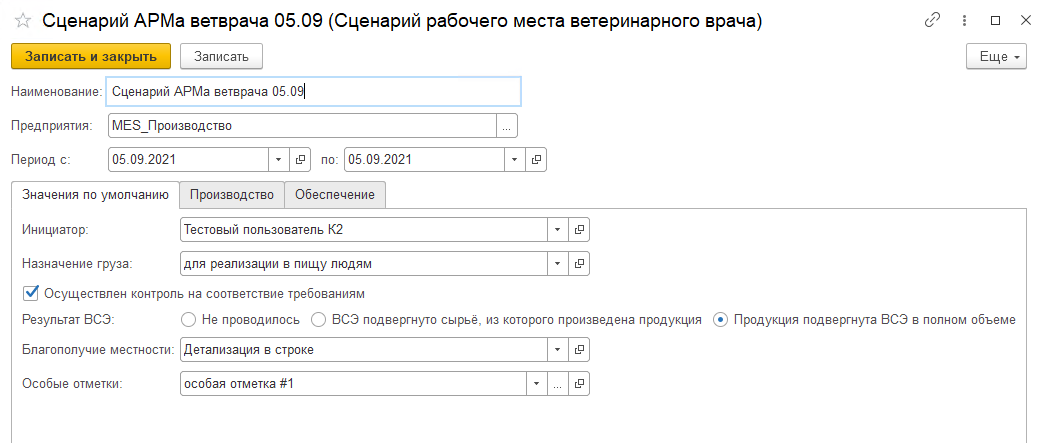 Сценарий АРМа ветврача 05.09 (Сценарий рабочего места ветеринарного врача)
Записать и закрыть Записать Еще
Наименование: Сценарий АРМа ветврача 05.09
Предприятия: MES_Производство ...
Период с: 05.09.2021 по: 05.09.2021
Значения по умолчанию Производство Обеспечение
Инициатор: Тестовый пользователь К2
Назначение груза: для реализации в пищу людям
Осуществлен контроль на соответствие требованиям
Результат ВСЭ: Не проводилось ВСЭ подвергнуто сырьё, из которого произведена продукция Продукция подвергнута ВСЭ в полном объеме
Благополучие местности: Детализация в строке
Особые отметки: особая отметка #1 ...